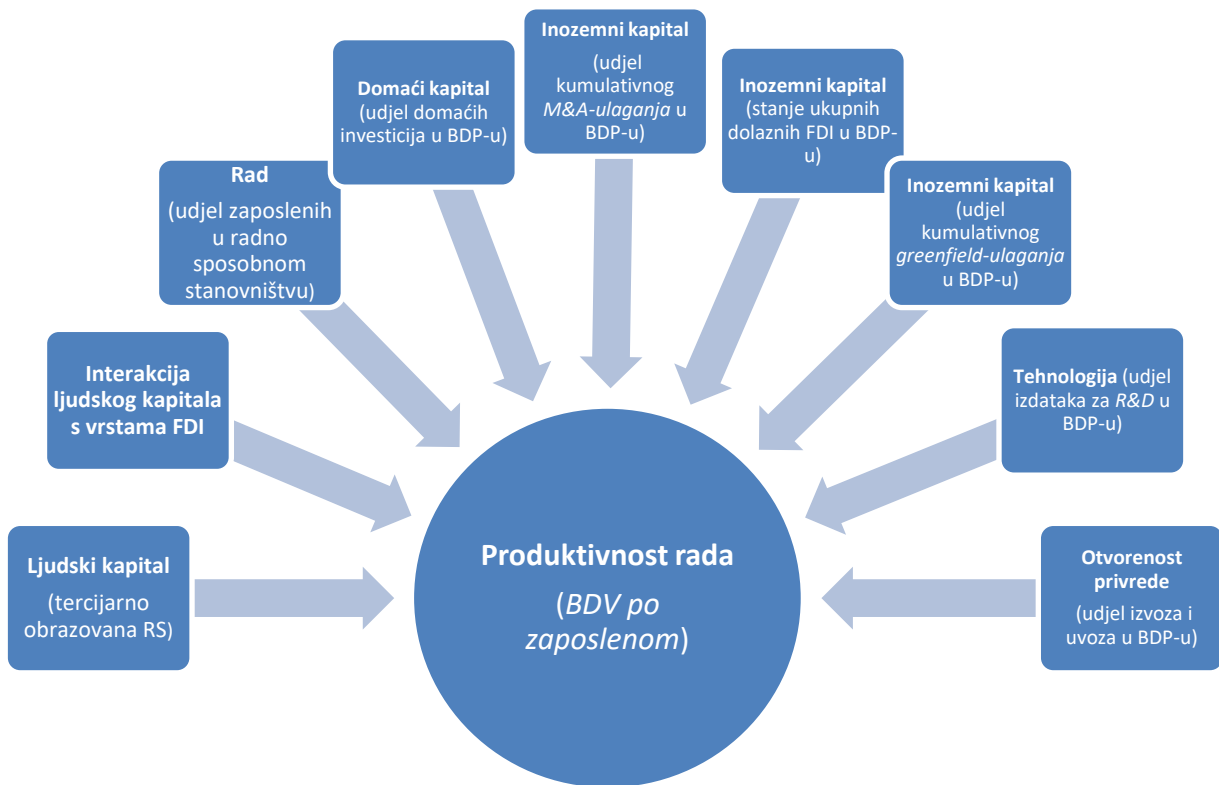 Inozemni kapital
(udjel
kumulativnog
M&A-ulaganja u
BDP-u)
Domaći kapital
(udjel domaćih
investicija u BDP-u)
Inozemni kapital
(stanje ukupnih
dolaznih FDI u BDP-
u)
Rad
(udjel zaposlenih
u radno
sposobnom
stanovništvu)
Inozemni kapital
(udjel
kumulativnog
greenfield-ulaganja
u BDP-u)
Interakcija
ljudskog kapitala
s vrstama FDI
Tehnologija (udjel
izdataka za R&D u
BDP-u)
Ljudski kapital
(tercijarno
obrazovana RS)
Produktivnost rada
(BDV po
zaposlenom)
Otvorenost
privrede
(udjel izvoza i
uvoza u BDP-u)